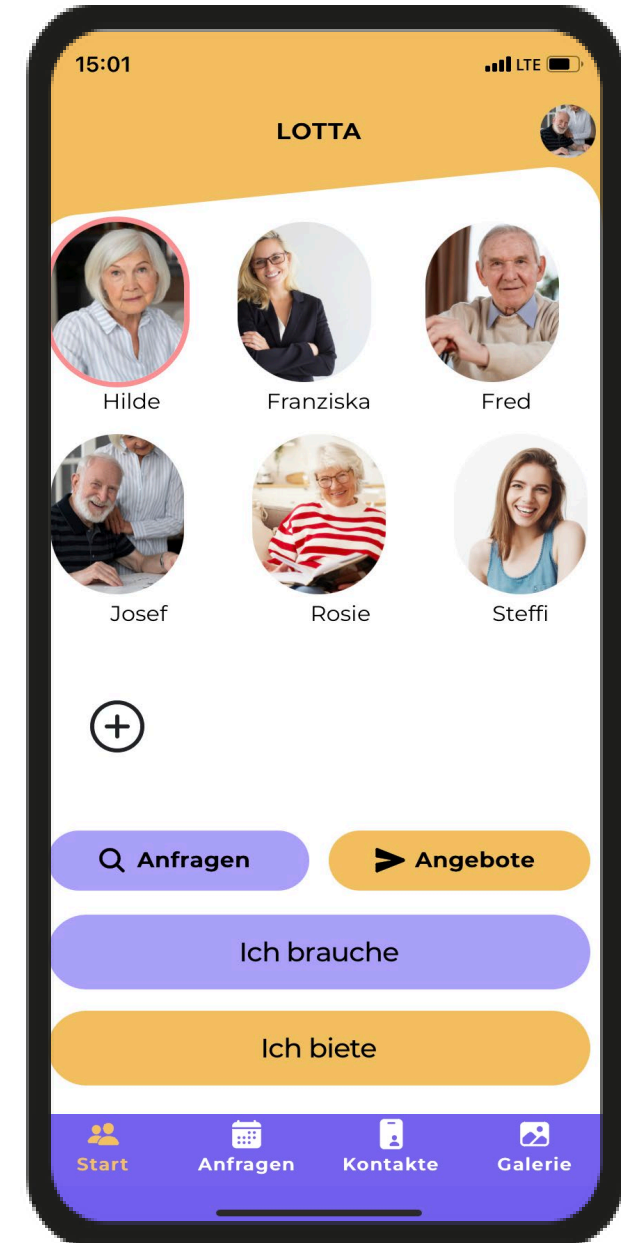 15:01 LTE
LOTTA
Hilde Franziska Fred
Josef Rosie Steffi
Anfragen Angebote
Ich brauche
Ich biete
Start Anfragen Kontakte Galerie